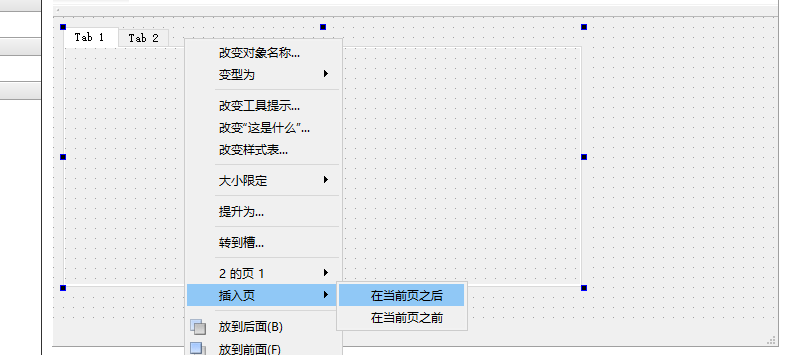 Tab 1
Tab 2
改变对象名称...
变型为
改变工具提示...
改变“这是什么”...
改变样式表...
大小限定
提升为...
转到槽...
2 的页 1
插入页
在当前页之后
在当前页之前
放到后面(B)
放到前面(F)